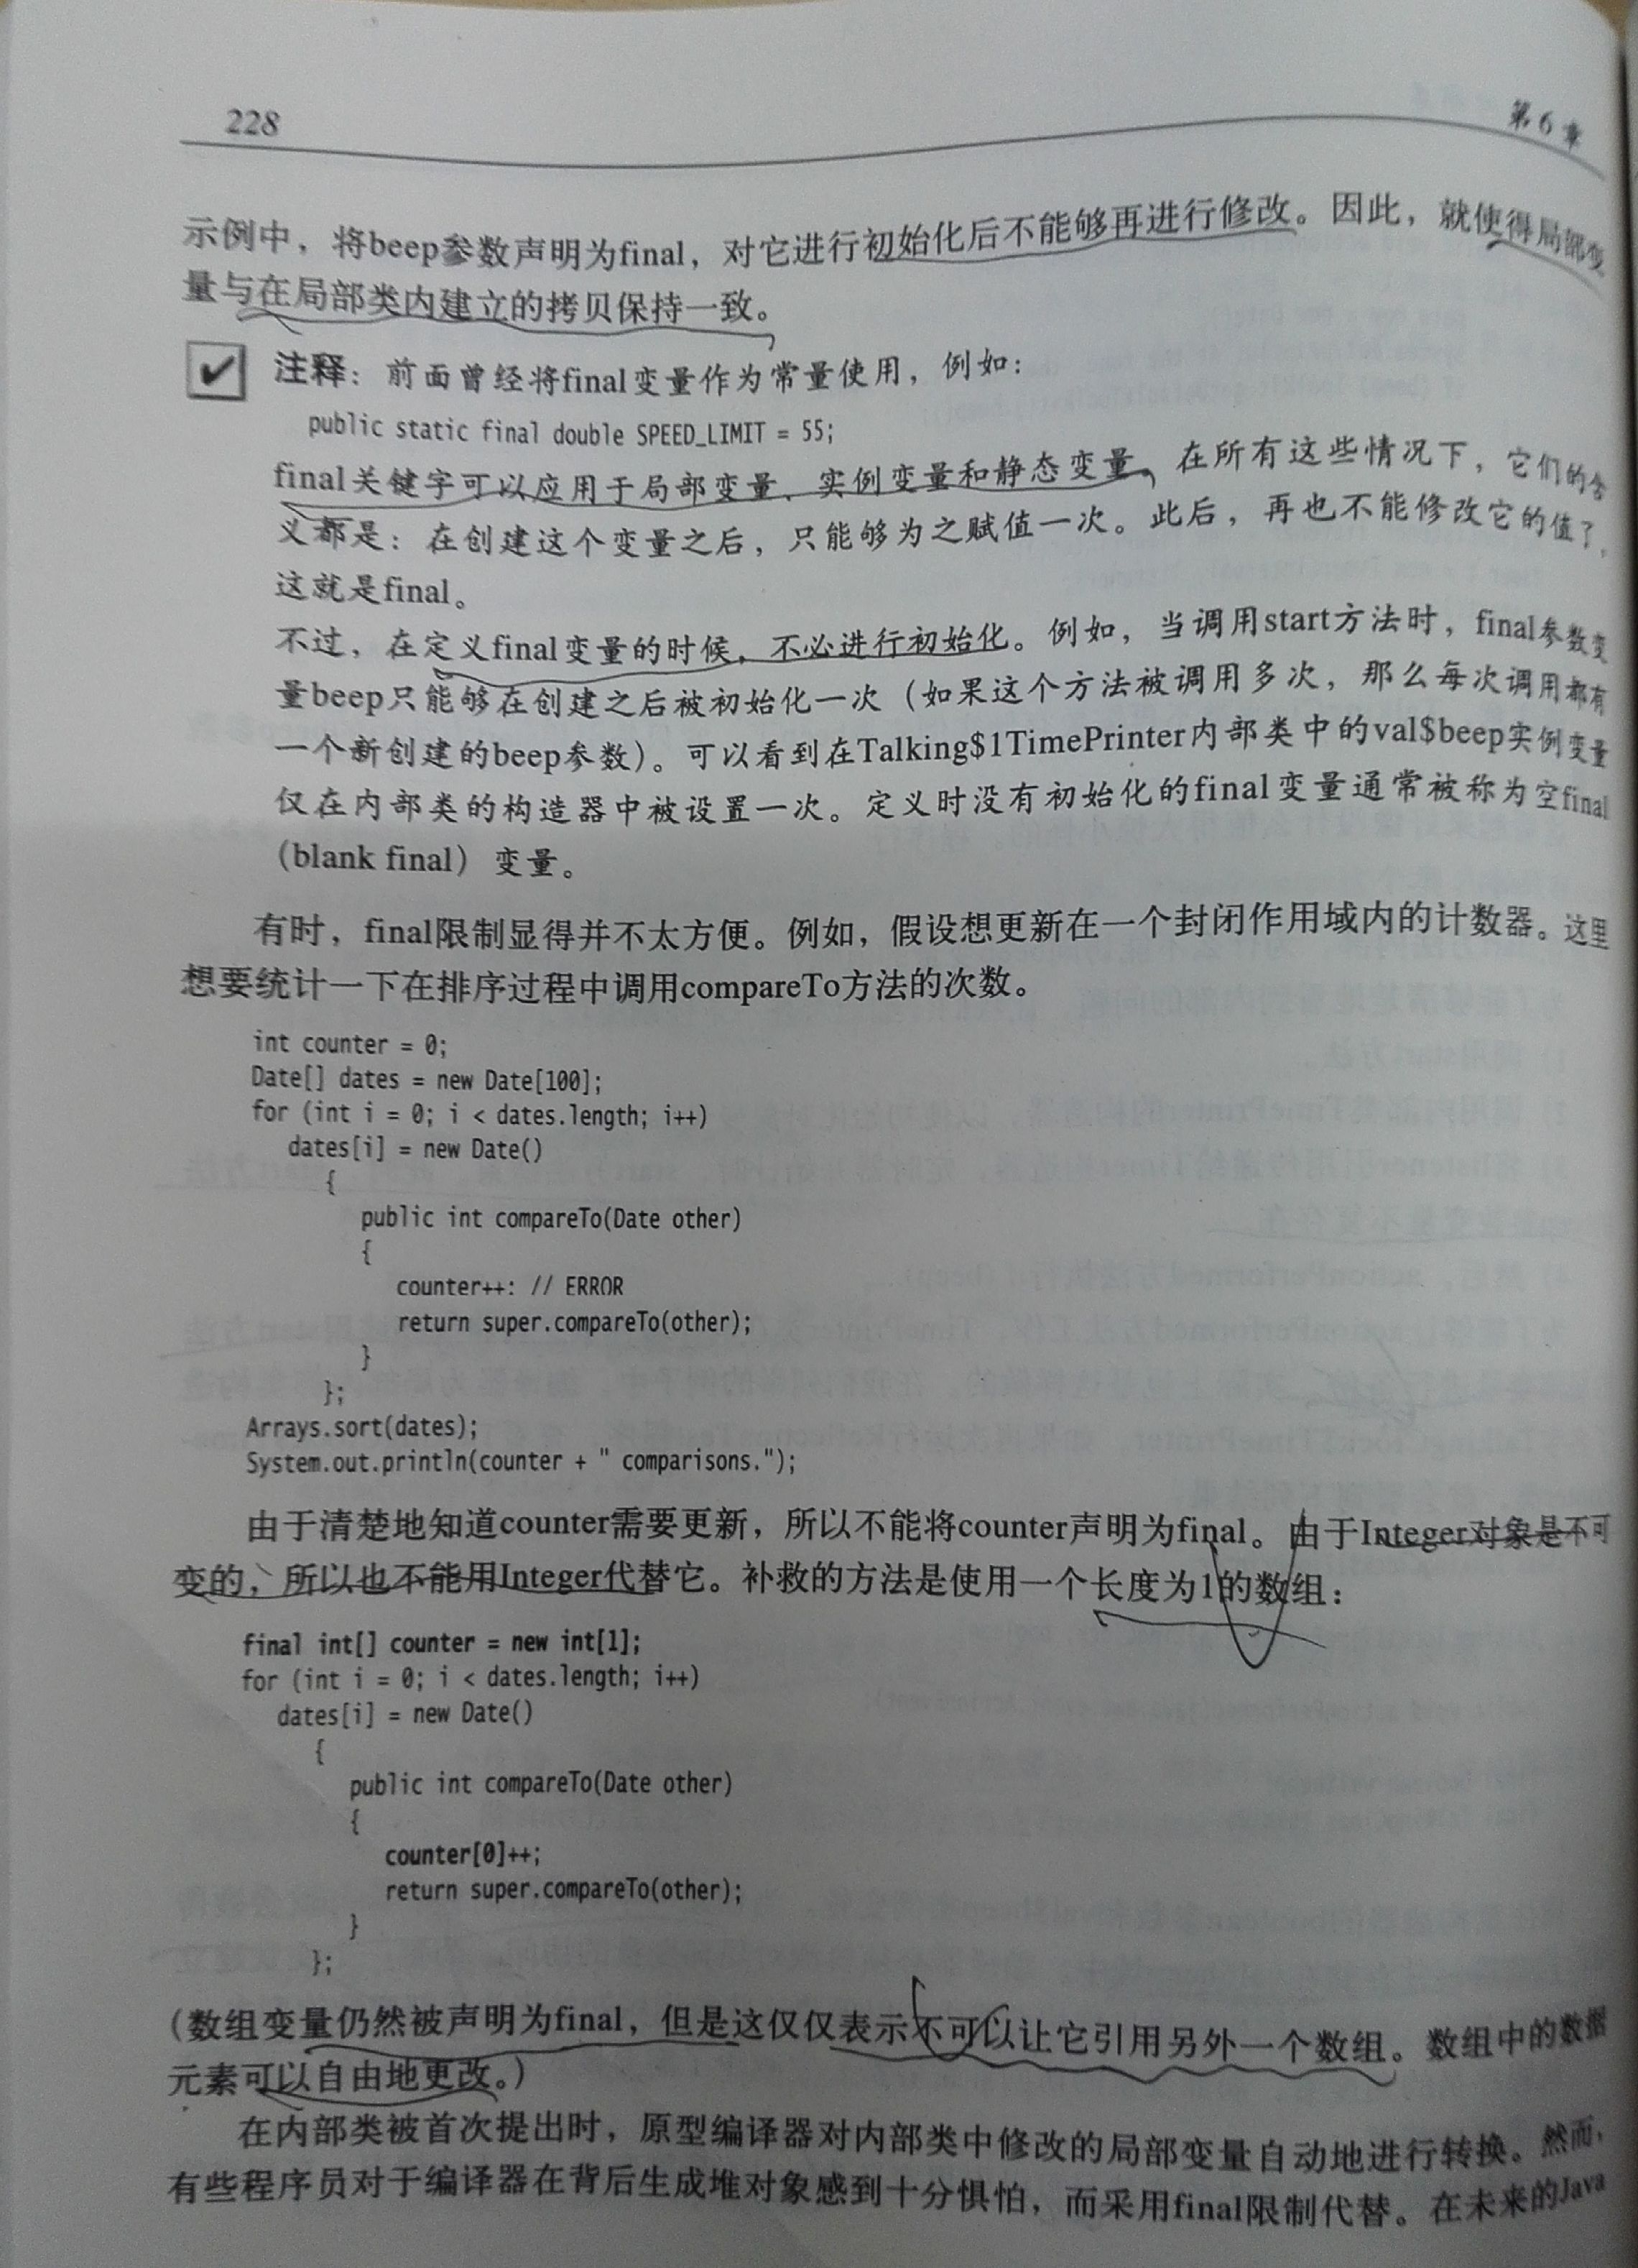 228
第6章
示例中，将beep参数声明为final，对它进行初始化后不能够再进行修改。因此，就使得局部变
量与在局部类内建立的拷贝保持一致。
注释：前面曾经将final变量作为常量使用，例如：
public static final double SPEED_LIMIT = 55;
final关键字可以应用于局部变量、实例变量和静态变量。在所有这些情况下，它们的含
义都是：在创建这个变量之后，只能够为之赋值一次。此后，再也不能修改它的值了，
这就是final。
不过，在定义final变量的时候，不必进行初始化。例如，当调用start方法时，final参数变
量beep只能够在创建之后被初始化一次（如果这个方法被调用多次，那么每次调用都有
一个新创建的beep参数）。可以看到在Talking$1TimePrinter内部类中的val$beep实例变量
仅在内部类的构造器中被设置一次。定义时没有初始化的final变量通常被称为空final
（blank final）变量。
有时，final限制显得并不太方便。例如，假设想更新在一个封闭作用域内的计数器。这里
想要统计一下在排序过程中调用compareTo方法的次数。
int counter = 0;
Date[] dates = new Date[100];
for (int i = 0; i < dates.length; i++)
dates[i] = new Date()
{
public int compareTo(Date other)
{
counter++: // ERROR
return super.compareTo(other);
}
};
Arrays.sort(dates);
System.out.println(counter + " comparisons.");
由于清楚地知道counter需要更新，所以不能将counter声明为final。由于Integer对象是不可
变的，所以也不能用Integer代替它。补救的方法是使用一个长度为1的数组：
final int[] counter = new int[1];
for (int i = 0; i < dates.length; i++)
dates[i] = new Date()
{
public int compareTo(Date other)
{
counter[0]++;
return super.compareTo(other);
}
};
（数组变量仍然被声明为final，但是这仅仅表示不可以让它引用另外一个数组。数组中的数据
元素可以自由地更改。）
在内部类被首次提出时，原型编译器对内部类中修改的局部变量自动地进行转换。然而，
有些程序员对于编译器在背后生成堆对象感到十分惧怕，而采用final限制代替。在未来的Java